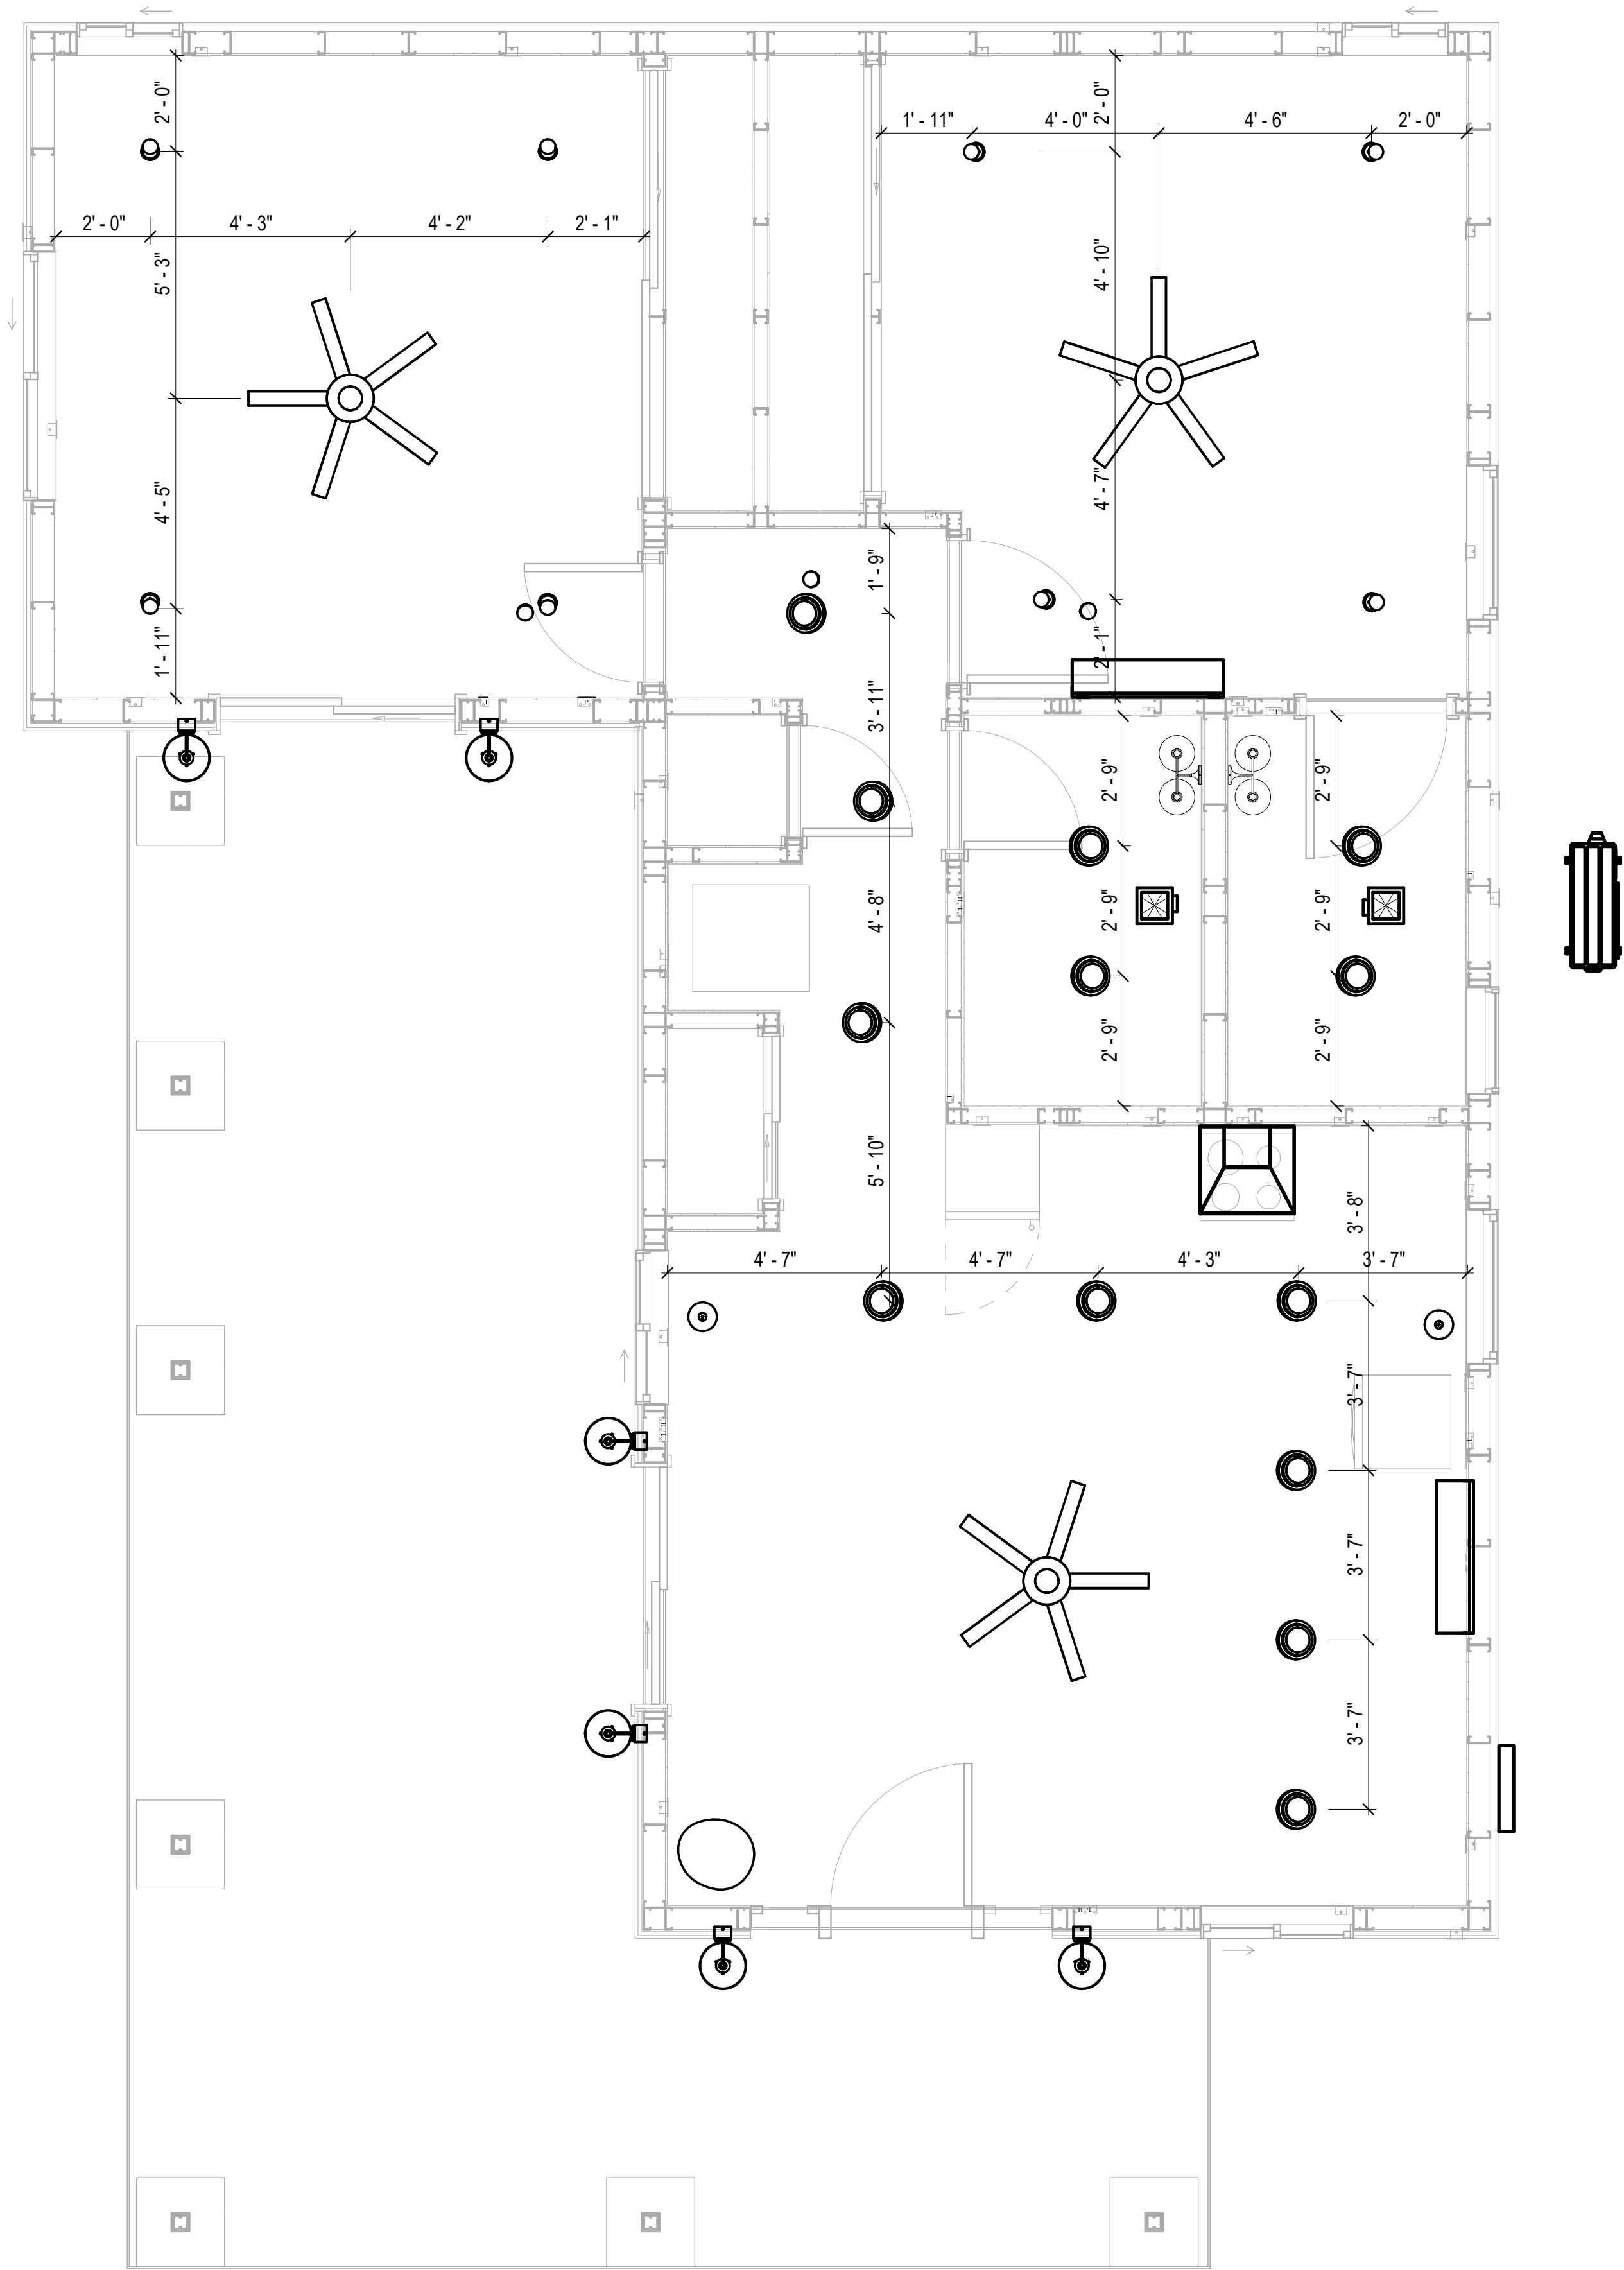 2' - 0"
1' - 11"
4' - 0"
2' - 0"
4' - 6"
2' - 0"
2' - 0"
4' - 3"
4' - 2"
2' - 1"
5' - 3"
4' - 10"
4' - 5"
4' - 7"
1' - 9"
1' - 11"
2' - 1"
3' - 11"
2' - 9"
2' - 9"
4' - 8"
2' - 9"
2' - 9"
2' - 9"
2' - 9"
5' - 10"
3' - 8"
4' - 7"
4' - 7"
4' - 3"
3' - 7"
3' - 7"
3' - 7"
3' - 7"